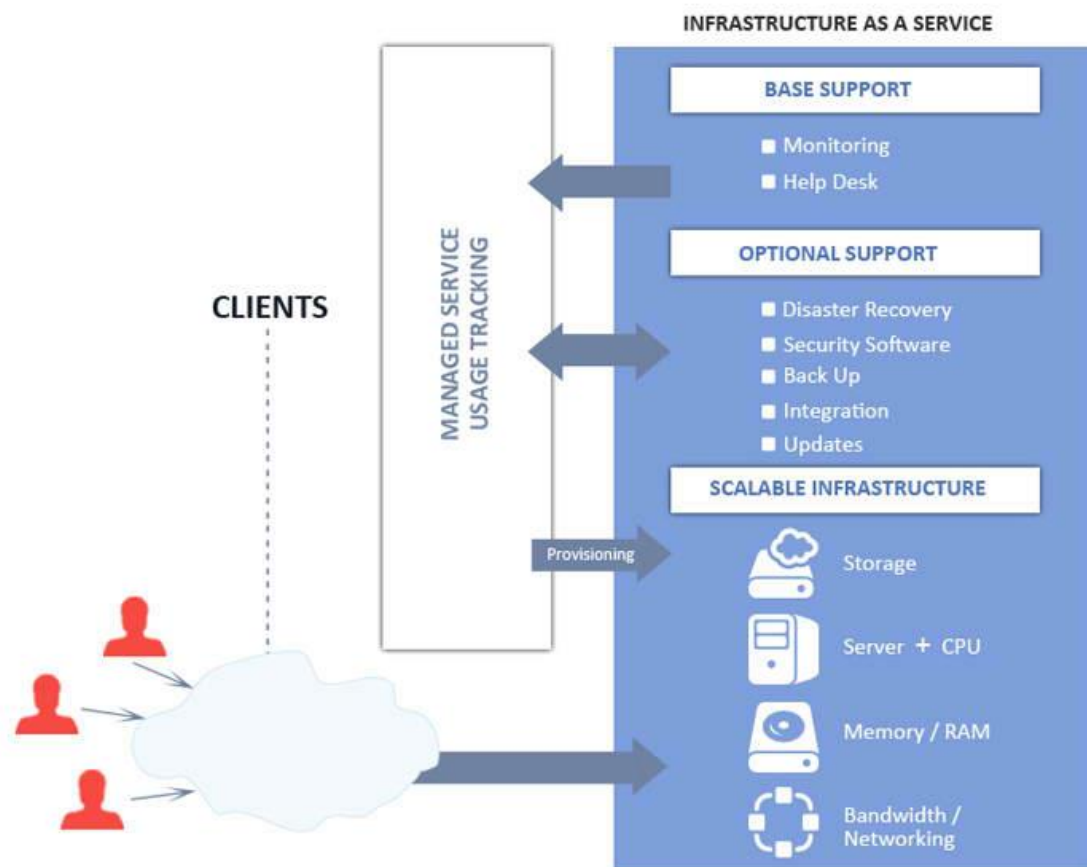 INFRASTRUCTURE AS A SERVICE
BASE SUPPORT
Monitoring
Help Desk
OPTIONAL SUPPORT
Disaster Recovery
Security Software
Back Up
Integration
Updates
SCALABLE INFRASTRUCTURE
Storage
Server + CPU
Memory / RAM
Bandwidth /
Networking
MANAGED SERVICE
USAGE TRACKING
Provisioning
CLIENTS